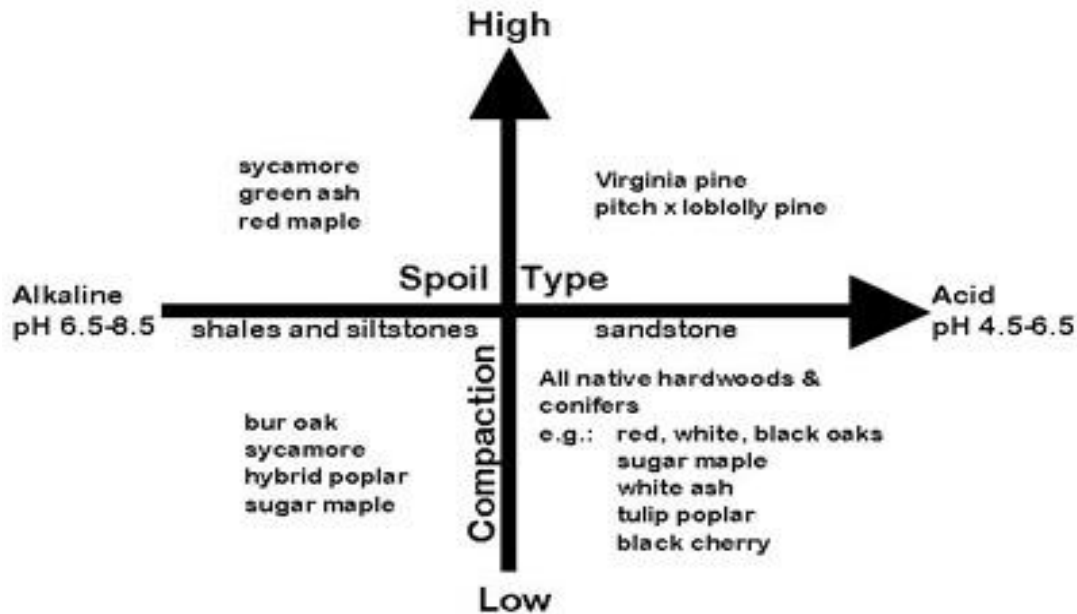 High
sycamore
green ash
red maple
Virginia pine
pitch x loblolly pine
Spoil Type
Alkaline
pH 6.5-8.5
shales and siltstones
sandstone
Acid
pH 4.5-6.5
Compaction
bur oak
sycamore
hybrid poplar
sugar maple
All native hardwoods &
conifers
e.g.: red, white, black oaks
sugar maple
white ash
tulip poplar
black cherry
Low